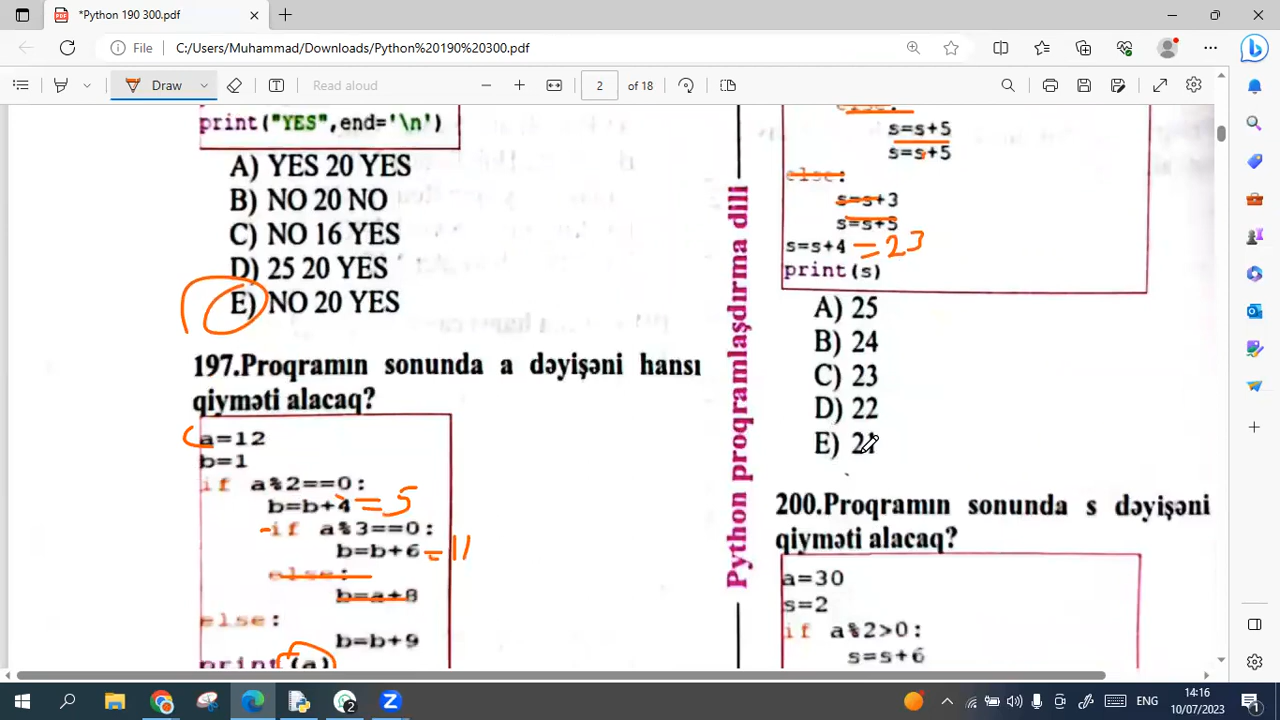 *Python 190 300.pdf
File
C:/Users/Muhammad/Downloads/Python%20190%20300.pdf
Draw
Read aloud
2
of 18
print("YES",end='\n')
A) YES 20 YES
B) NO 20 NO
C) NO 16 YES
D) 25 20 YES
E) NO 20 YES
197.Proqramın sonunda a dəyişəni hansı
qiyməti alacaq?
a=12
b=1
if a%2==0:
b=b+4 = 5
if a%3==0:
b=b+6 = 11
else:
b=a+8
else:
b=b+9
print(a)
Python proqramlaşdırma dili
else:
s=s+5
s=s+5
else:
s=s+3
s=s+5
s=s+4 = 23
print(s)
A) 25
B) 24
C) 23
D) 22
E) 21
200.Proqramın sonunda s dəyişəni
qiyməti alacaq?
a=30
s=2
if a%2>0:
s=s+6
ENG
14:16
10/07/2023
1